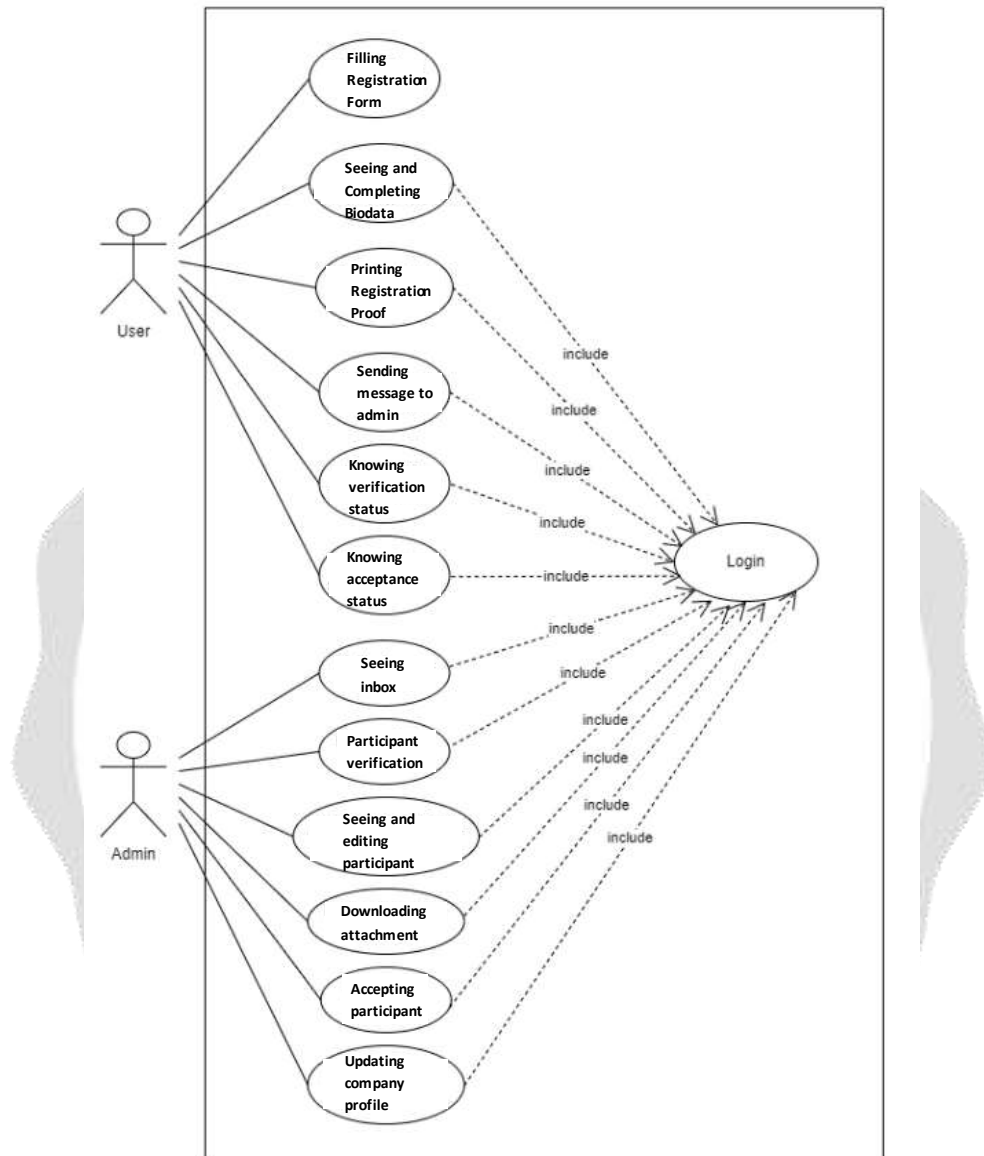 Filling
Registration
Form
Seeing and
Completing
Biodata
Printing
Registration
Proof
User
include
Sending
message to
admin
include
Knowing
verification
status
include
include
Login
Knowing
acceptance
status
include
Seeing
inbox
include
include
Participant
verification
include
include
Admin
Seeing and
editing
participant
include
include
Downloading
attachment
Accepting
participant
Updating
company
profile